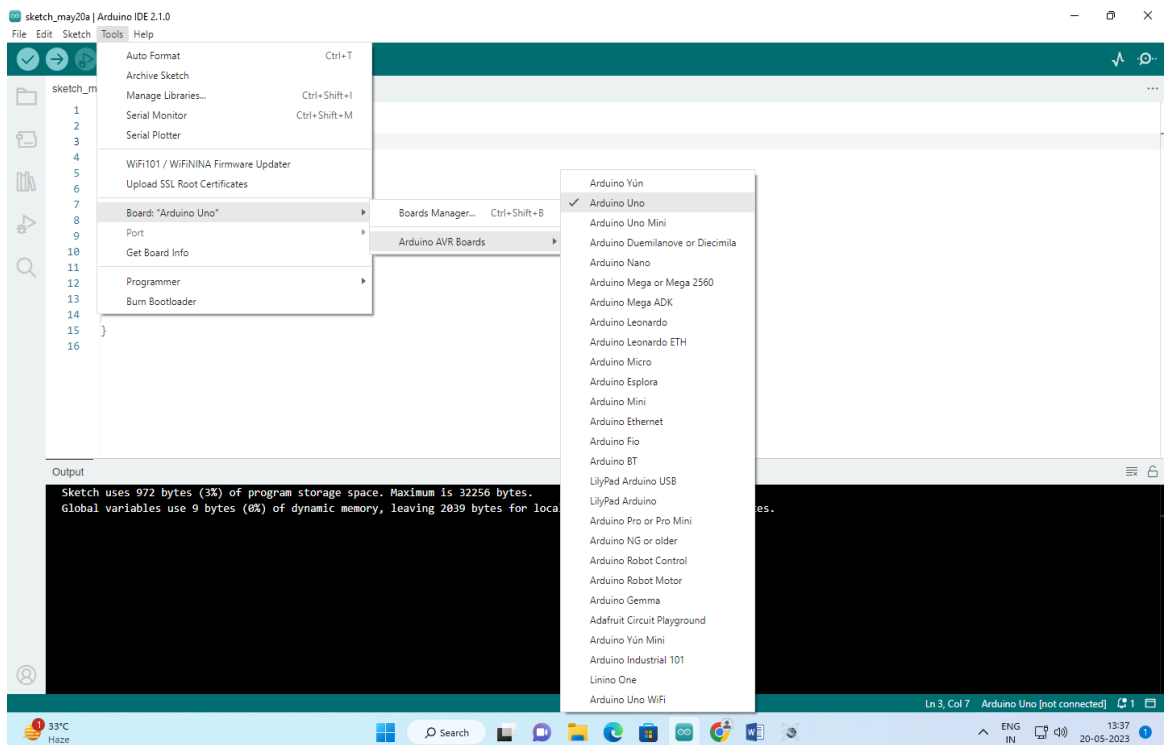 sketch_may20a | Arduino IDE 2.1.0
File Edit Sketch Tools Help
sketch_m
1
2
3
4
5
6
7
8
9
10
11
12
13
14
15 }
16
Auto Format Ctrl+T
Archive Sketch
Manage Libraries... Ctrl+Shift+I
Serial Monitor Ctrl+Shift+M
Serial Plotter
WiFi101 / WiFiNINA Firmware Updater
Upload SSL Root Certificates
Board: "Arduino Uno"
Port
Get Board Info
Programmer
Burn Bootloader
Boards Manager... Ctrl+Shift+B
Arduino AVR Boards
Arduino Yún
Arduino Uno
Arduino Uno Mini
Arduino Duemilanove or Diecimila
Arduino Nano
Arduino Mega or Mega 2560
Arduino Mega ADK
Arduino Leonardo
Arduino Leonardo ETH
Arduino Micro
Arduino Esplora
Arduino Mini
Arduino Ethernet
Arduino Fio
Arduino BT
LilyPad Arduino USB
LilyPad Arduino
Arduino Pro or Pro Mini
Arduino NG or older
Arduino Robot Control
Arduino Robot Motor
Arduino Gemma
Adafruit Circuit Playground
Arduino Yún Mini
Arduino Industrial 101
Linino One
Arduino Uno WiFi
Output
Sketch uses 972 bytes (3%) of program storage space. Maximum is 32256 bytes.
Global variables use 9 bytes (0%) of dynamic memory, leaving 2039 bytes for loca es.
Ln 3, Col 7 Arduino Uno [not connected] 1
1
33°C
Haze
Search
ENG
IN
13:37
20-05-2023
1